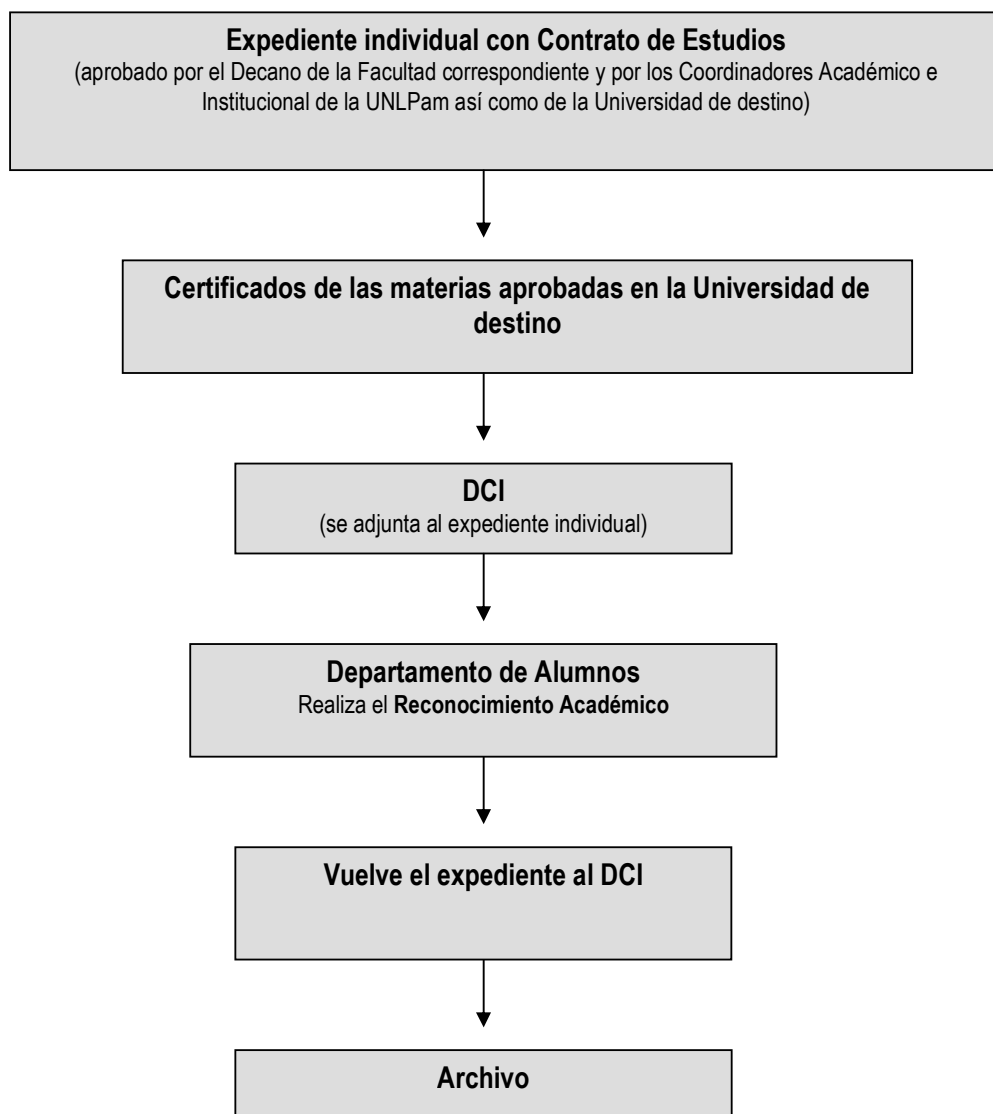 Expediente individual con Contrato de Estudios
(aprobado por el Decano de la Facultad correspondiente y por los Coordinadores Académico e
Institucional de la UNLPam así como de la Universidad de destino)
Certificados de las materias aprobadas en la Universidad de
destino
DCI
(se adjunta al expediente individual)
Departamento de Alumnos
Realiza el Reconocimiento Académico
Vuelve el expediente al DCI
Archivo